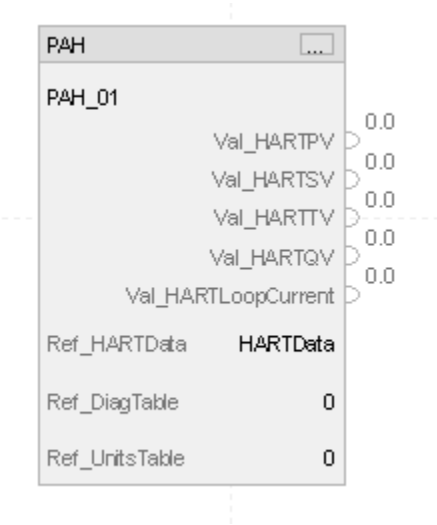 PAH ...
PAH_01
Val_HARTPV 0.0
Val_HARTSV 0.0
Val_HARTTV 0.0
Val_HARTQV 0.0
Val_HARTLoopCurrent 0.0
Ref_HARTData HARTData
Ref_DiagTable 0
Ref_UnitsTable 0